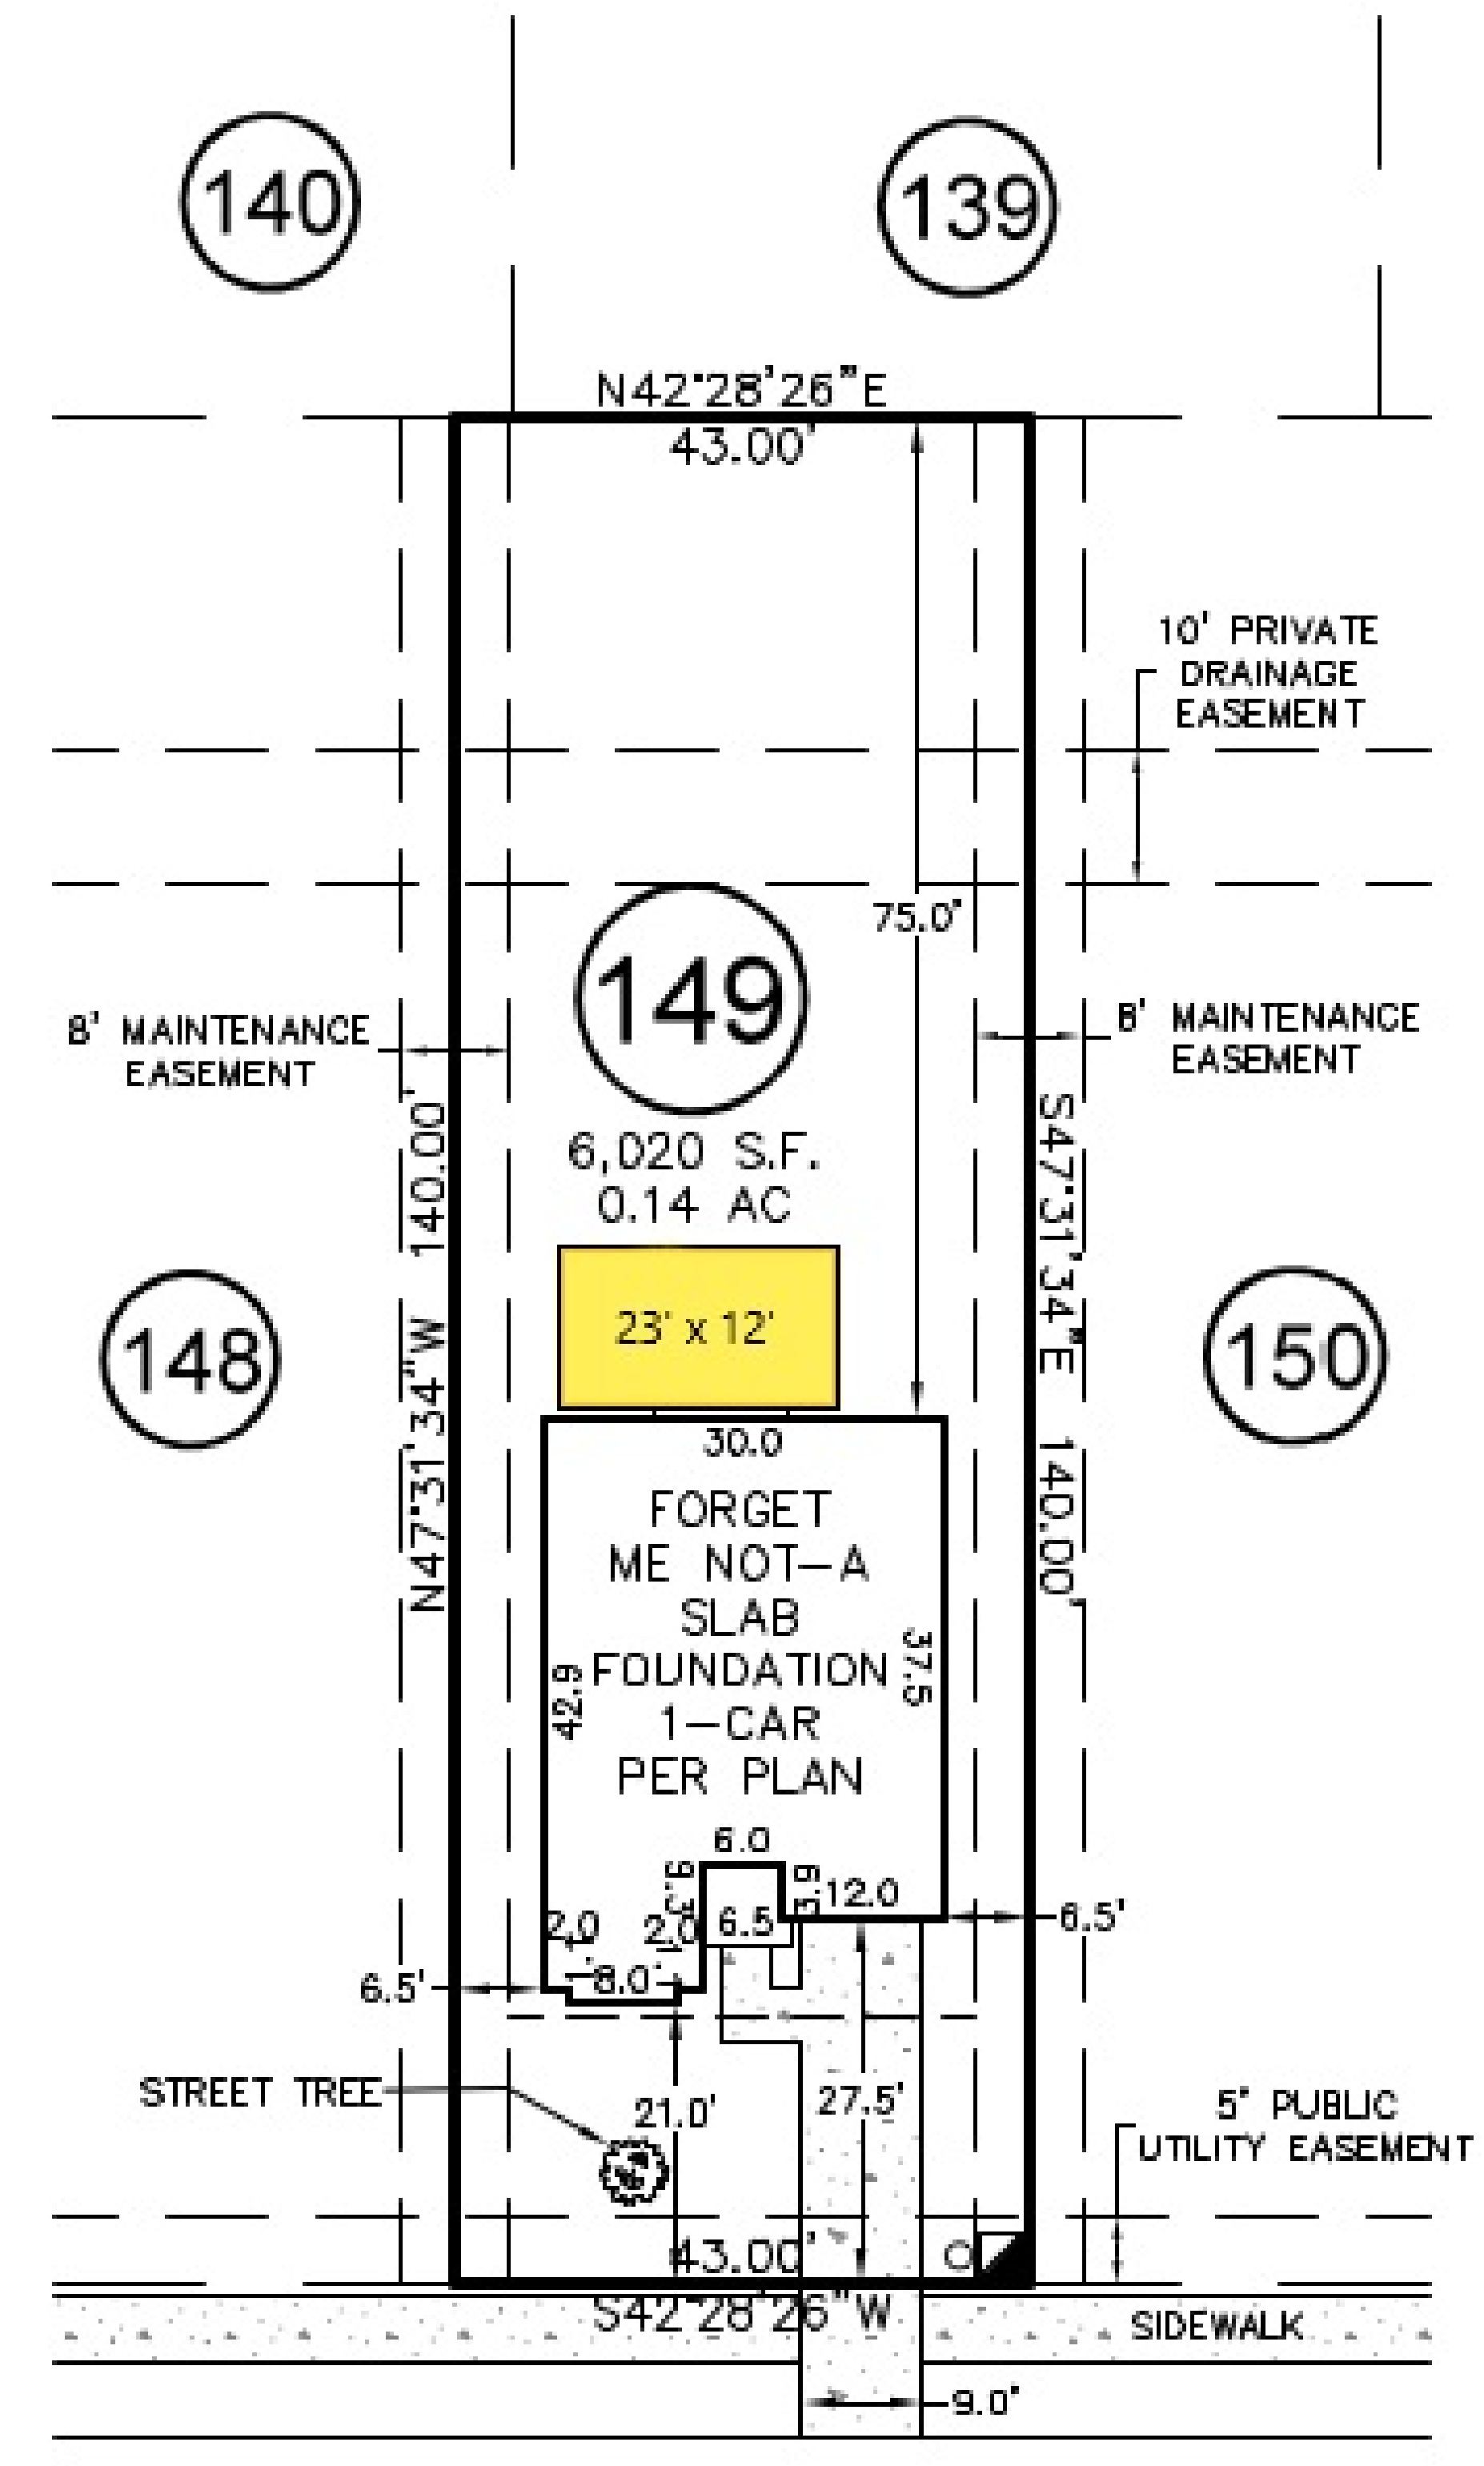 140
139
N42°28'26"E
43.00'
10' PRIVATE
DRAINAGE
EASEMENT
75.0'
149
8' MAINTENANCE
EASEMENT
8' MAINTENANCE
EASEMENT
6,020 S.F.
0.14 AC
N47°31'34"W 140.00'
S47°31'34"E 140.00'
23' x 12'
148
150
30.0
FORGET
ME NOT-A
SLAB
FOUNDATION
1-CAR
PER PLAN
42.9
37.5
6.0
9.3
3.9
12.0
2.0
2.0
6.5
8.0'
6.5'
6.5'
STREET TREE
21.0'
27.5'
5' PUBLIC
UTILITY EASEMENT
43.00'
S42°28'26"W
SIDEWALK
9.0'